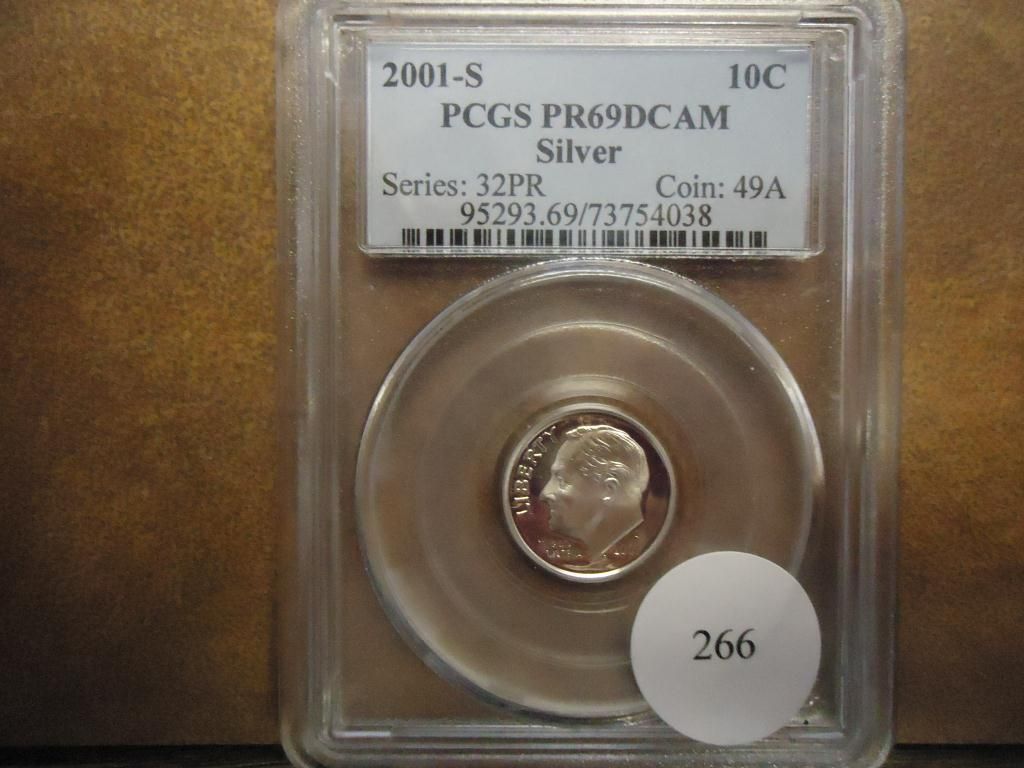 2001-S 10C
PCGS PR69DCAM
Silver
Series: 32PR Coin: 49A
95293.69/73754038
LIBERTY
266